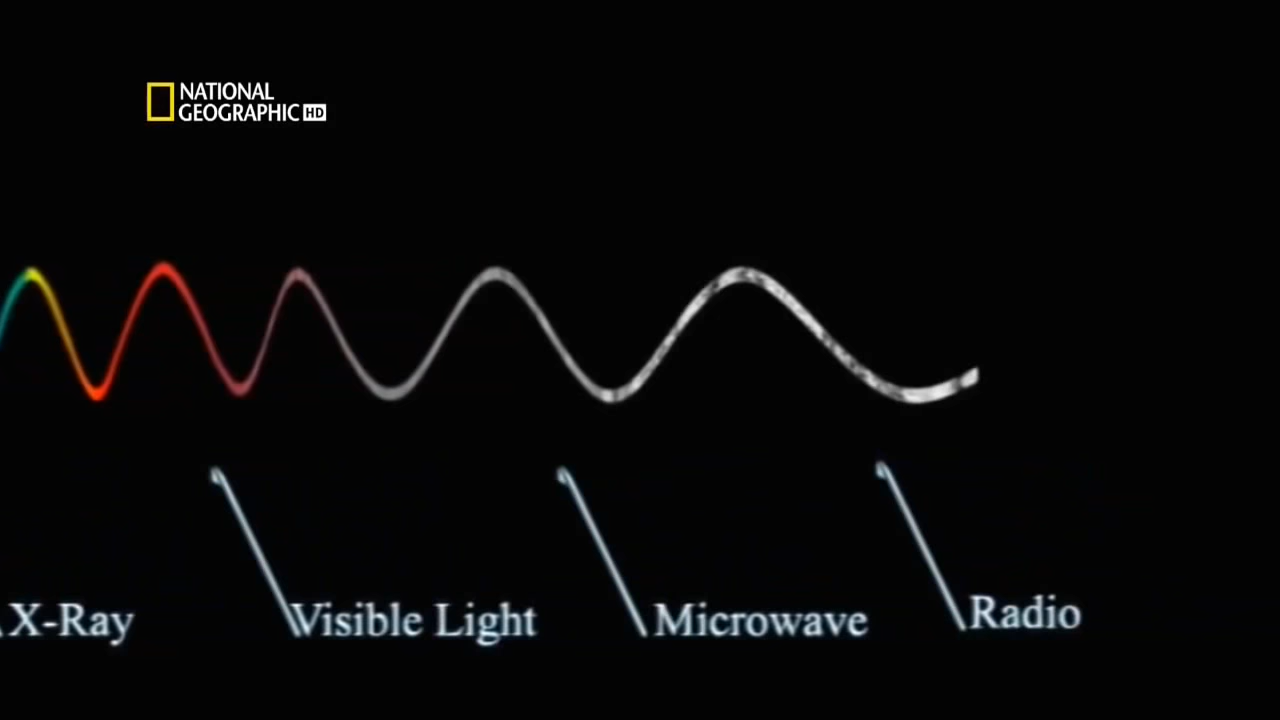 NATIONAL
GEOGRAPHIC HD
X-Ray
Visible Light
Microwave
Radio